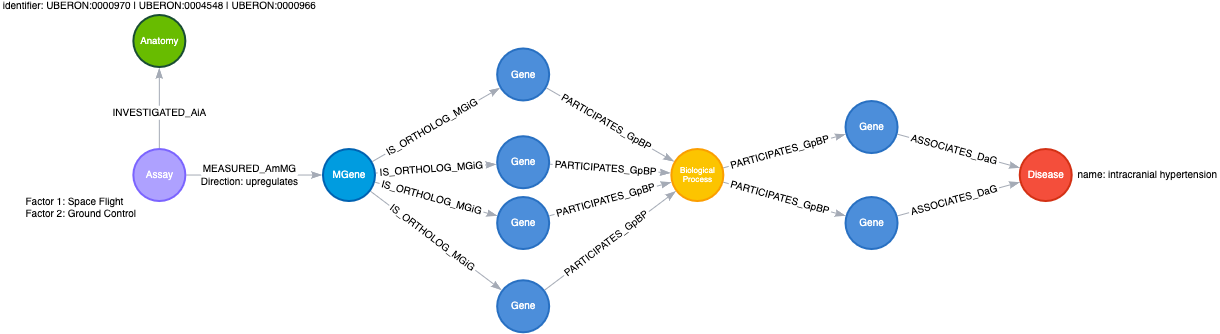 identifier: UBERON:0000970 | UBERON:0004548 | UBERON:0000966
Anatomy
INVESTIGATED_AiA
Assay
MEASURED_AmMG
Direction: upregulates
Factor 1: Space Flight
Factor 2: Ground Control
MGene
IS_ORTHOLOG_MGiG
IS_ORTHOLOG_MGiG
IS_ORTHOLOG_MGiG
IS_ORTHOLOG_MGiG
Gene
Gene
Gene
Gene
PARTICIPATES_GpBP
PARTICIPATES_GpBP
PARTICIPATES_GpBP
PARTICIPATES_GpBP
Biological
Process
PARTICIPATES_GpBP
PARTICIPATES_GpBP
Gene
Gene
ASSOCIATES_DaG
ASSOCIATES_DaG
Disease
name: intracranial hypertension